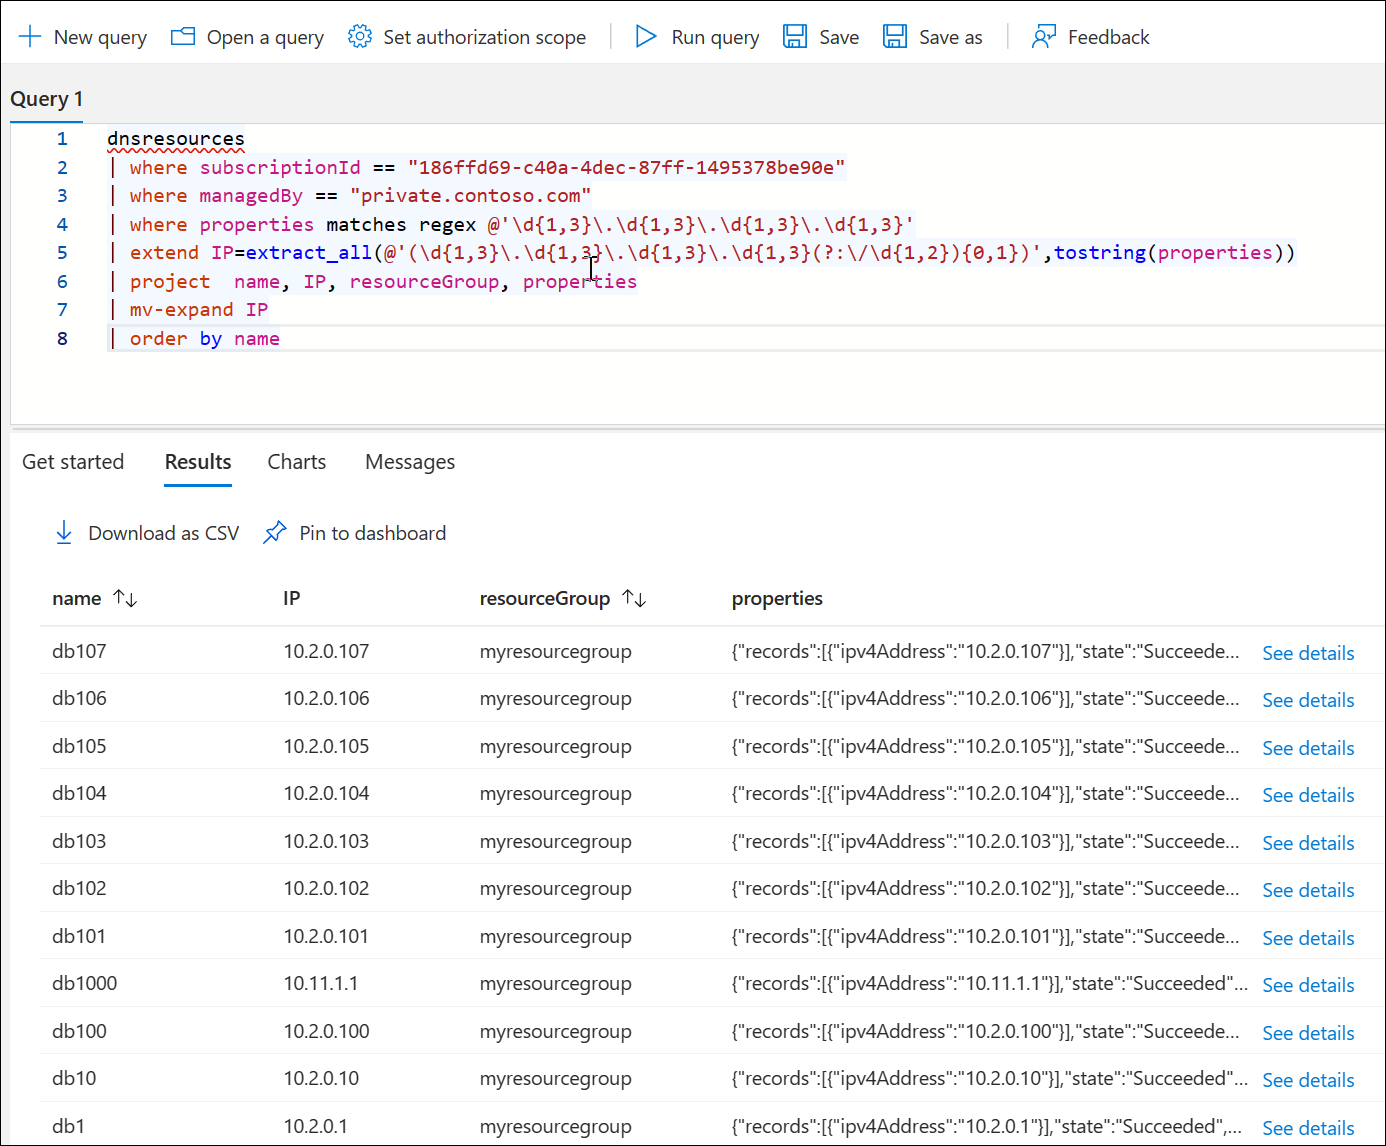 New query Open a query Set authorization scope Run query Save Save as Feedback
Query 1
1 dnsresources
2 | where subscriptionId == "186ffd69-c40a-4dec-87ff-1495378be90e"
3 | where managedBy == "private.contoso.com"
4 | where properties matches regex @'\d{1,3}\.\d{1,3}\.\d{1,3}\.\d{1,3}'
5 | extend IP=extract_all(@'(\d{1,3}\.\d{1,3}\.\d{1,3}\.\d{1,3}(?:\/\d{1,2}){0,1})',tostring(properties))
6 | project  name, IP, resourceGroup, properties
7 | mv-expand IP
8 | order by name
Get started Results Charts Messages
Download as CSV Pin to dashboard
name IP resourceGroup properties
db107 10.2.0.107 myresourcegroup {"records":[{"ipv4Address":"10.2.0.107"}],"state":"Succeede... See details
db106 10.2.0.106 myresourcegroup {"records":[{"ipv4Address":"10.2.0.106"}],"state":"Succeede... See details
db105 10.2.0.105 myresourcegroup {"records":[{"ipv4Address":"10.2.0.105"}],"state":"Succeede... See details
db104 10.2.0.104 myresourcegroup {"records":[{"ipv4Address":"10.2.0.104"}],"state":"Succeede... See details
db103 10.2.0.103 myresourcegroup {"records":[{"ipv4Address":"10.2.0.103"}],"state":"Succeede... See details
db102 10.2.0.102 myresourcegroup {"records":[{"ipv4Address":"10.2.0.102"}],"state":"Succeede... See details
db101 10.2.0.101 myresourcegroup {"records":[{"ipv4Address":"10.2.0.101"}],"state":"Succeede... See details
db1000 10.11.1.1 myresourcegroup {"records":[{"ipv4Address":"10.11.1.1"}],"state":"Succeeded"... See details
db100 10.2.0.100 myresourcegroup {"records":[{"ipv4Address":"10.2.0.100"}],"state":"Succeede... See details
db10 10.2.0.10 myresourcegroup {"records":[{"ipv4Address":"10.2.0.10"}],"state":"Succeeded"... See details
db1 10.2.0.1 myresourcegroup {"records":[{"ipv4Address":"10.2.0.1"}],"state":"Succeeded",... See details